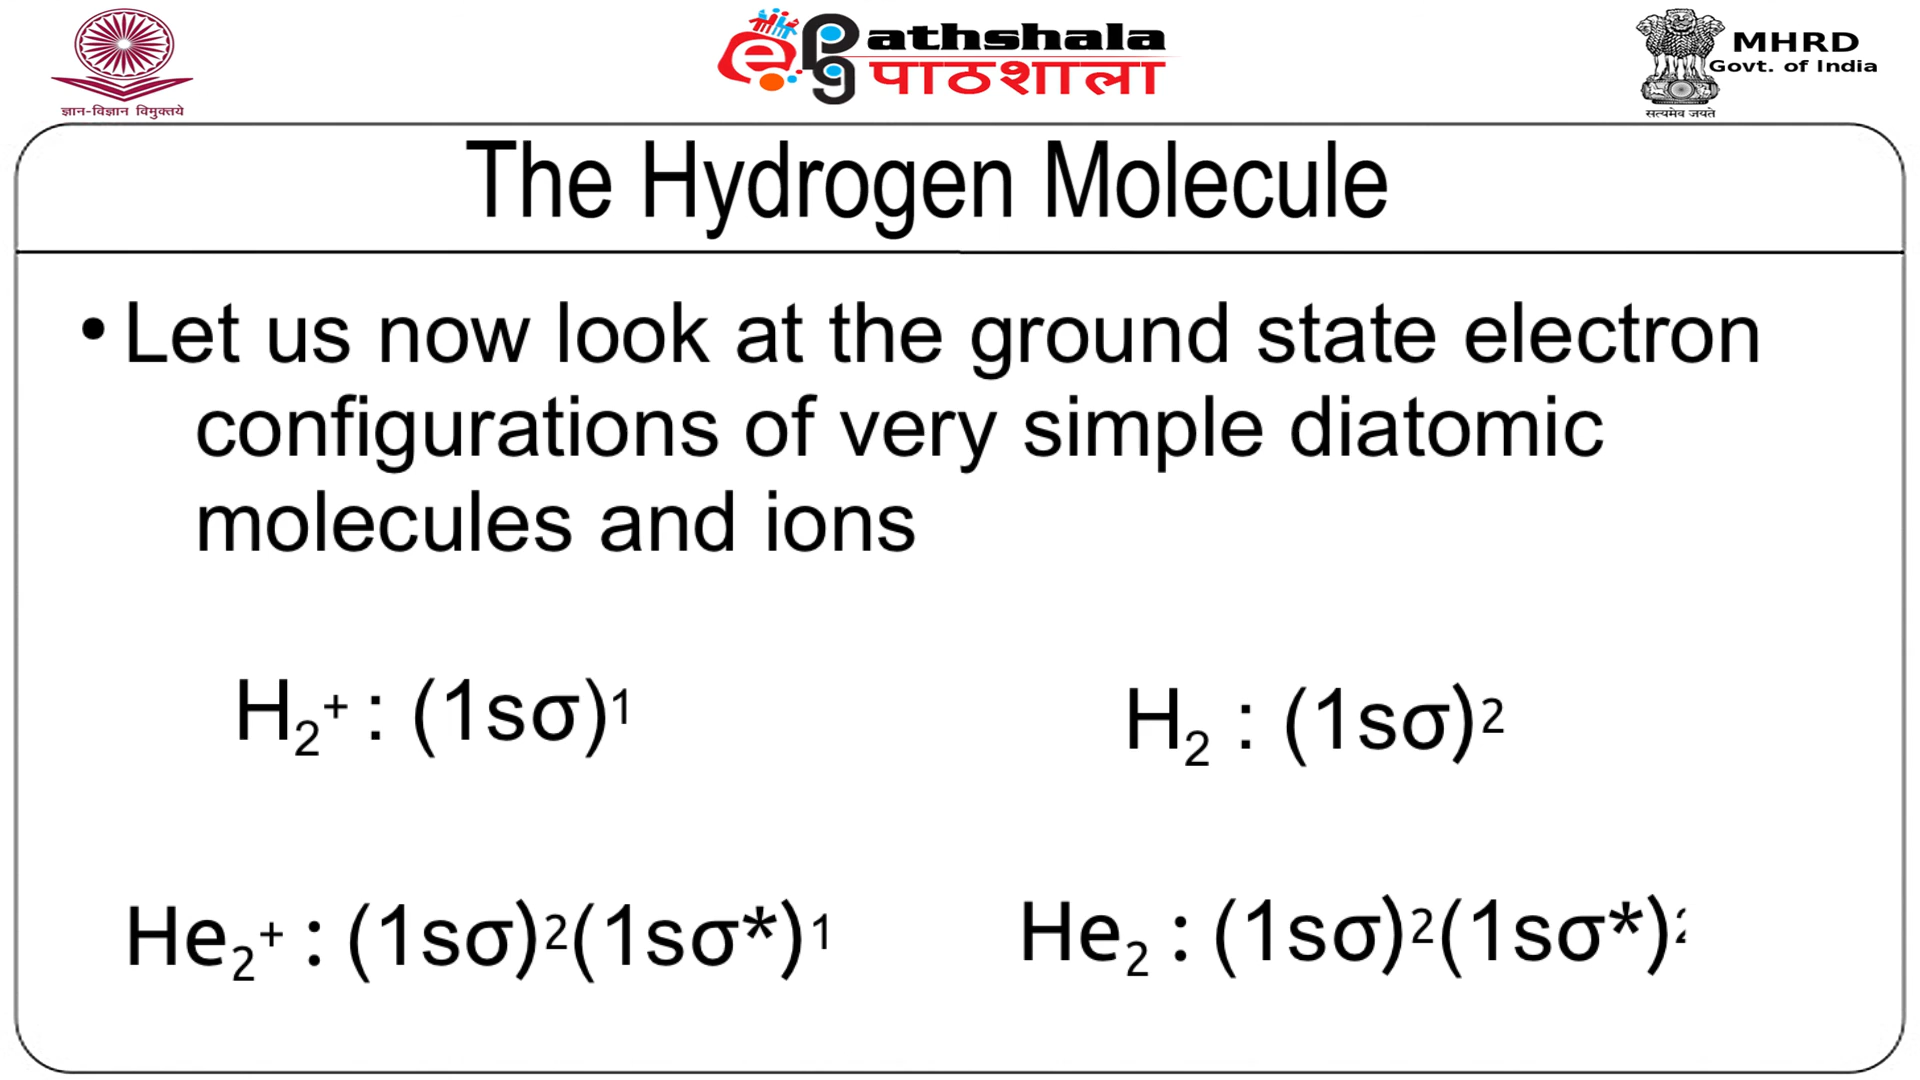 ज्ञान-विज्ञान विमुक्तये
ePg athshala
पाठशाला
MHRD
Govt. of India
सत्यमेव जयते
The Hydrogen Molecule
• Let us now look at the ground state electron
configurations of very simple diatomic
molecules and ions
H₂⁺ : (1sσ)¹
H₂ : (1sσ)²
He₂⁺ : (1sσ)²(1sσ*)¹
He₂ : (1sσ)²(1sσ*)²